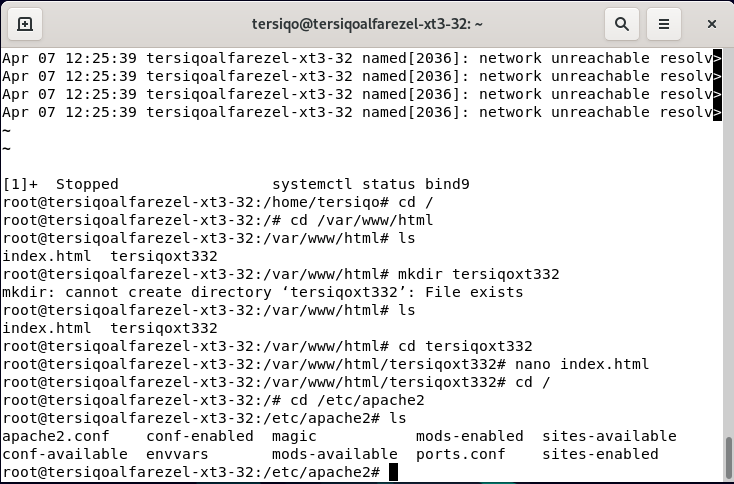 tersiqo@tersiqoalfarezel-xt3-32: ~
Apr 07 12:25:39 tersiqoalfarezel-xt3-32 named[2036]: network unreachable resolv>
Apr 07 12:25:39 tersiqoalfarezel-xt3-32 named[2036]: network unreachable resolv>
Apr 07 12:25:39 tersiqoalfarezel-xt3-32 named[2036]: network unreachable resolv>
Apr 07 12:25:39 tersiqoalfarezel-xt3-32 named[2036]: network unreachable resolv>
~
~
[1]+  Stopped                 systemctl status bind9
root@tersiqoalfarezel-xt3-32:/home/tersiqo# cd /
root@tersiqoalfarezel-xt3-32:/# cd /var/www/html
root@tersiqoalfarezel-xt3-32:/var/www/html# ls
index.html  tersiqoxt332
root@tersiqoalfarezel-xt3-32:/var/www/html# mkdir tersiqoxt332
mkdir: cannot create directory ‘tersiqoxt332’: File exists
root@tersiqoalfarezel-xt3-32:/var/www/html# ls
index.html  tersiqoxt332
root@tersiqoalfarezel-xt3-32:/var/www/html# cd tersiqoxt332
root@tersiqoalfarezel-xt3-32:/var/www/html/tersiqoxt332# nano index.html
root@tersiqoalfarezel-xt3-32:/var/www/html/tersiqoxt332# cd /
root@tersiqoalfarezel-xt3-32:/# cd /etc/apache2
root@tersiqoalfarezel-xt3-32:/etc/apache2# ls
apache2.conf    conf-enabled  magic           mods-enabled  sites-available
conf-available  envvars       mods-available  ports.conf    sites-enabled
root@tersiqoalfarezel-xt3-32:/etc/apache2#